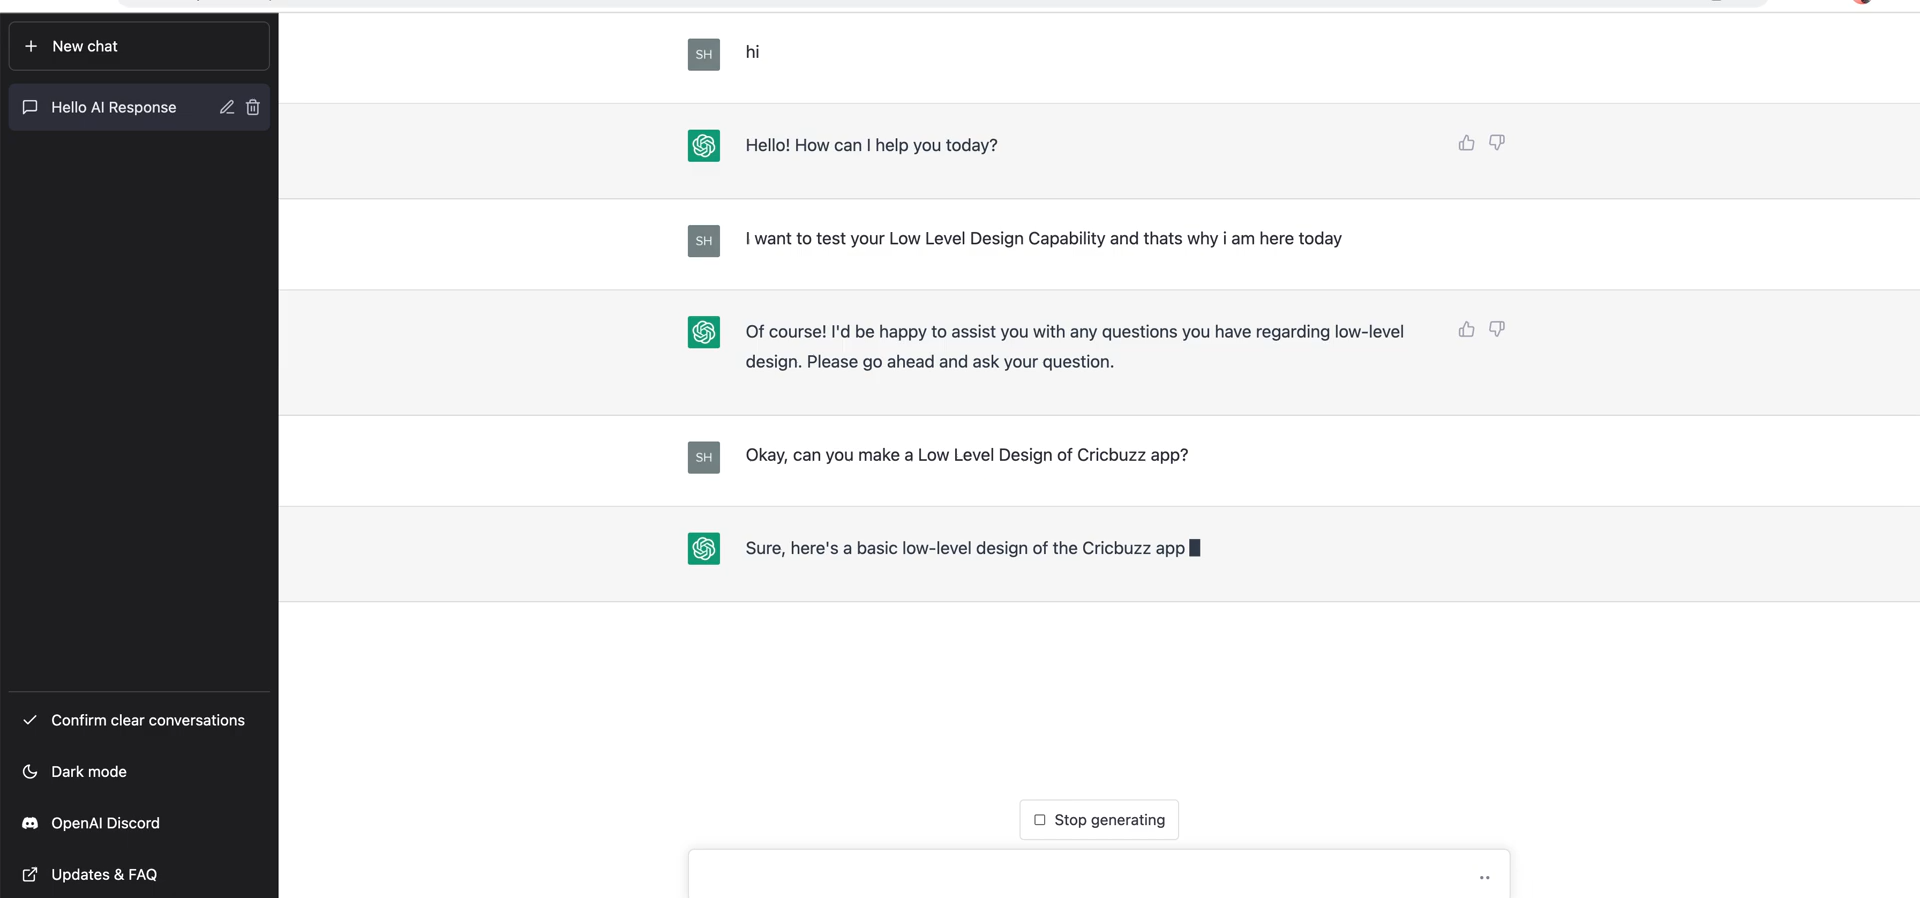 New chat
Hello AI Response
SH
hi
Hello! How can I help you today?
SH
I want to test your Low Level Design Capability and thats why i am here today
Of course! I'd be happy to assist you with any questions you have regarding low-level
design. Please go ahead and ask your question.
SH
Okay, can you make a Low Level Design of Cricbuzz app?
Sure, here's a basic low-level design of the Cricbuzz app
Confirm clear conversations
Dark mode
OpenAI Discord
Updates & FAQ
Stop generating